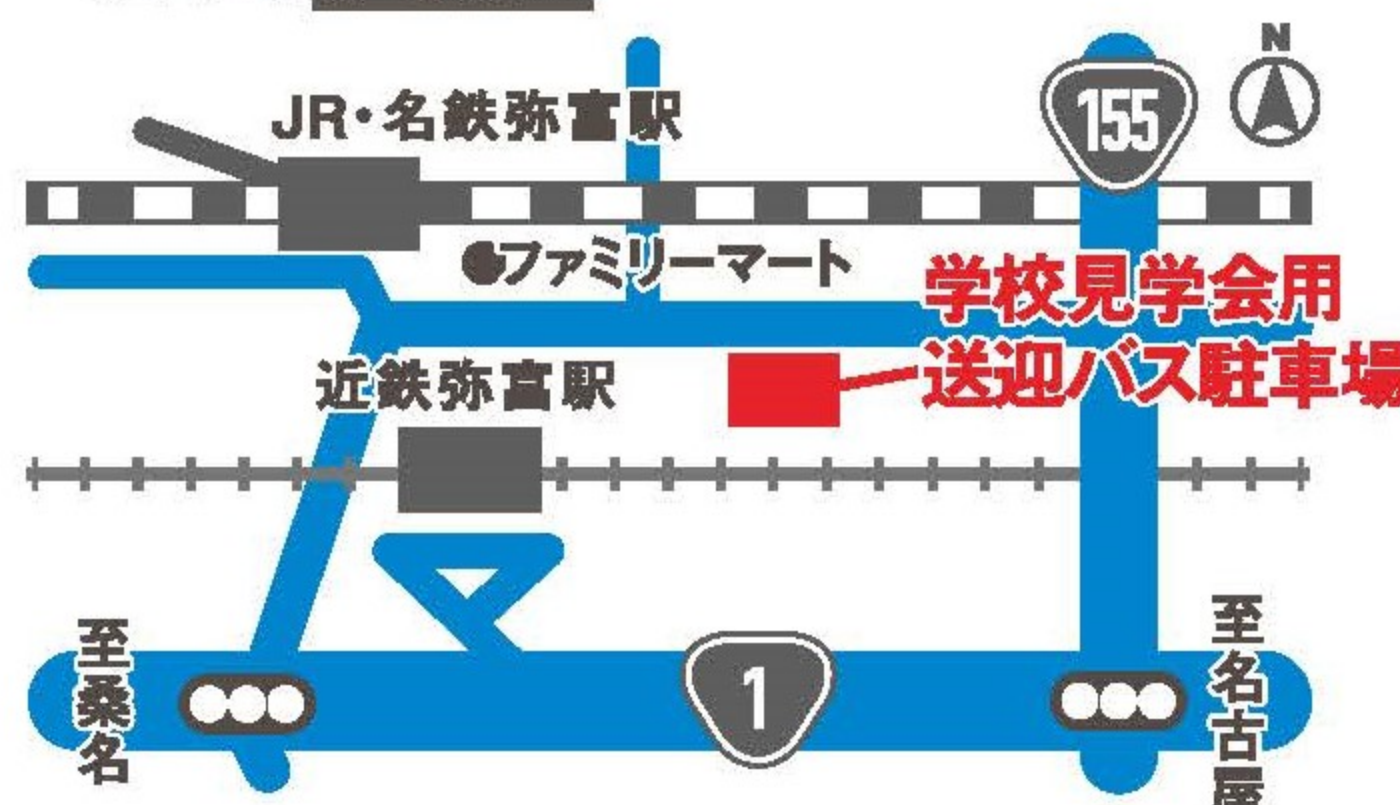 N
155
JR・名鉄弥富駅
ファミリーマート
学校見学会用
送迎バス駐車場
近鉄弥富駅
至桑名
1
至名古屋